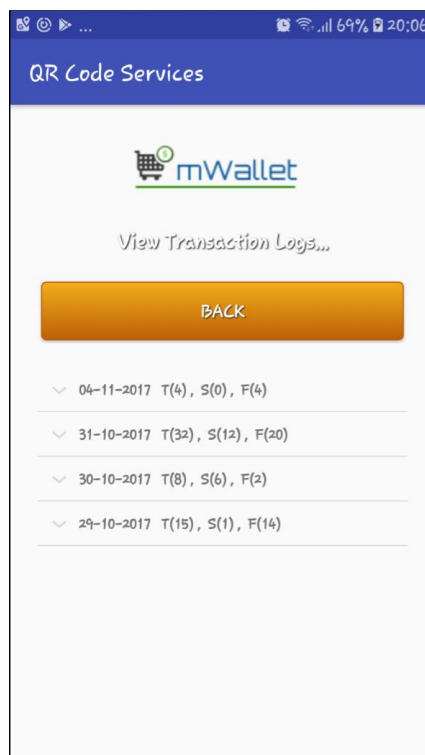 ... 69% 20:06
QR Code Services
$
mWallet
View Transaction Logs...
BACK
04-11-2017 T(4), S(0), F(4)
31-10-2017 T(32), S(12), F(20)
30-10-2017 T(8), S(6), F(2)
29-10-2017 T(15), S(1), F(14)